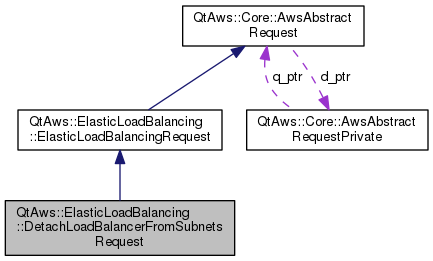 QtAws::Core::AwsAbstract
Request
q_ptr
d_ptr
QtAws::ElasticLoadBalancing
::ElasticLoadBalancingRequest
QtAws::Core::AwsAbstract
RequestPrivate
QtAws::ElasticLoadBalancing
::DetachLoadBalancerFromSubnets
Request